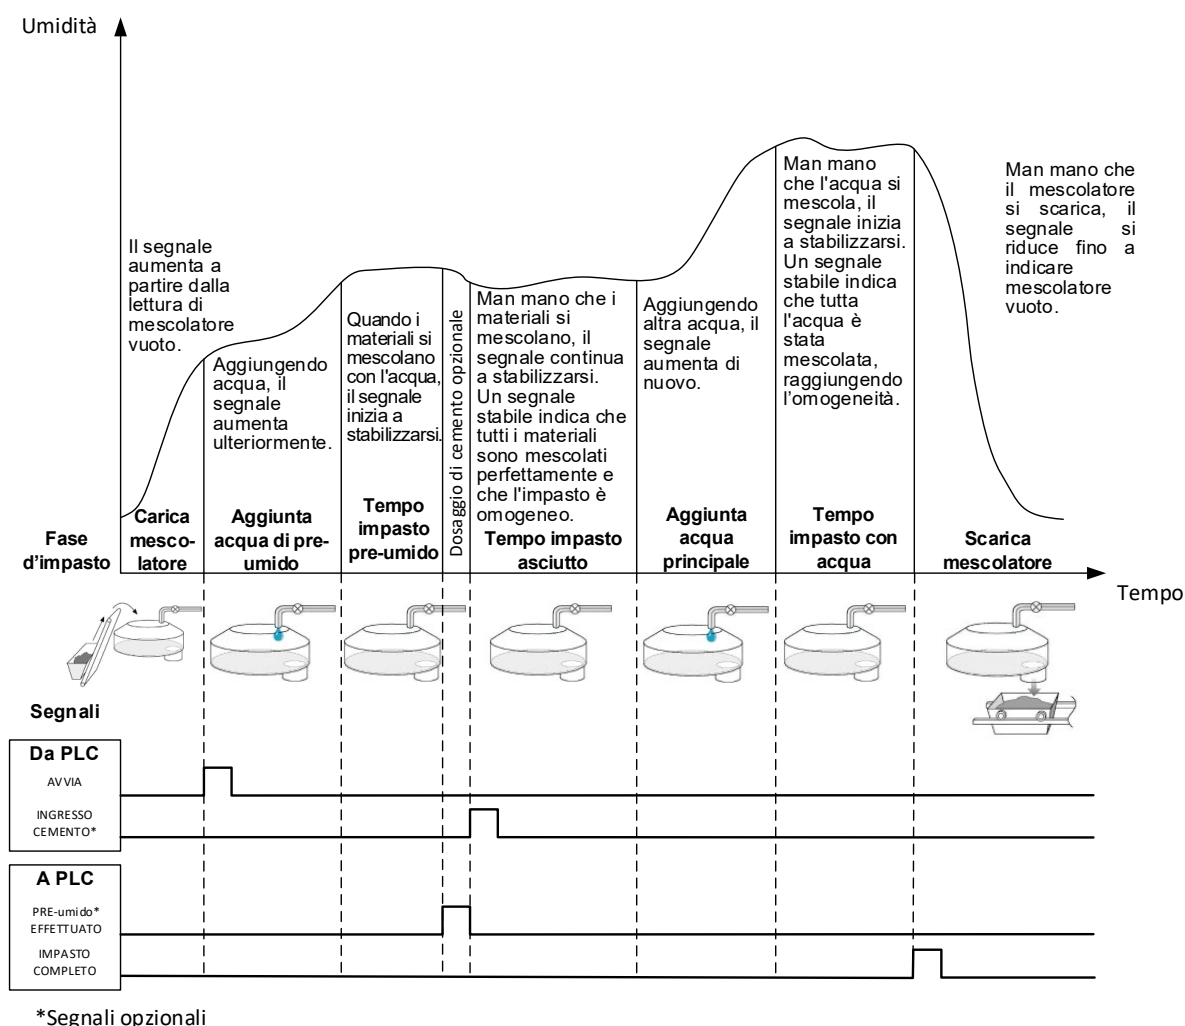 Umidità
Il segnale
aumenta a
partire dalla
lettura di
mescolatore
vuoto.
Aggiungendo
acqua, il
segnale
aumenta
ulteriormente.
Quando i
materiali si
mescolano
con l'acqua,
il segnale
inizia a
stabilizzarsi.
Dosaggio di cemento opzionale
Man mano che i
materiali si
mescolano, il
segnale continua
a stabilizzarsi.
Un segnale
stabile indica che
tutti i materiali
sono mescolati
perfettamente e
che l'impasto è
omogeneo.
Aggiungendo
altra acqua, il
segnale
aumenta di
nuovo.
Man mano
che l'acqua si
mescola, il
segnale inizia
a stabilizzarsi.
Un segnale
stabile indica
che tutta
l'acqua è
stata
mescolata,
raggiungendo
l'omogeneità.
Man mano che
il mescolatore
si scarica, il
segnale si
riduce fino a
indicare
mescolatore
vuoto.
Fase
d'impasto
Carica
mesco-
latore
Aggiunta
acqua di pre-
umido
Tempo
impasto
pre-umido
Tempo impasto
asciutto
Aggiunta
acqua
principale
Tempo
impasto con
acqua
Scarica
mescolatore
Tempo
Segnali
Da PLC
AVVIA
INGRESSO
CEMENTO*
A PLC
PRE-umido*
EFFETTUATO
IMPASTO
COMPLETO
*Segnali opzionali